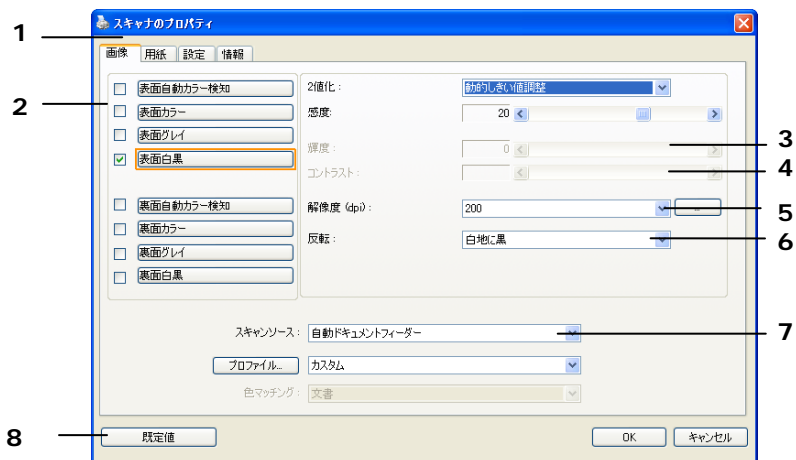 スキャナのプロパティ
1
画像 用紙 設定 情報
2
表面自動カラー検知
表面カラー
表面グレイ
表面白黒
裏面自動カラー検知
裏面カラー
裏面グレイ
裏面白黒
2値化: 動的しきい値調整
感度: 20
輝度: 0
3
コントラスト:
4
解像度 (dpi): 200 ...
5
反転: 白地に黒
6
スキャンソース: 自動ドキュメントフィーダー
7
プロファイル... カスタム
色マッチング: 文書
8
既定値 OK キャンセル